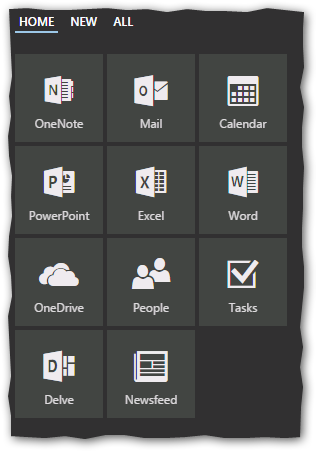 HOME NEW ALL
OneNote Mail Calendar
PowerPoint Excel Word
OneDrive People Tasks
Delve Newsfeed